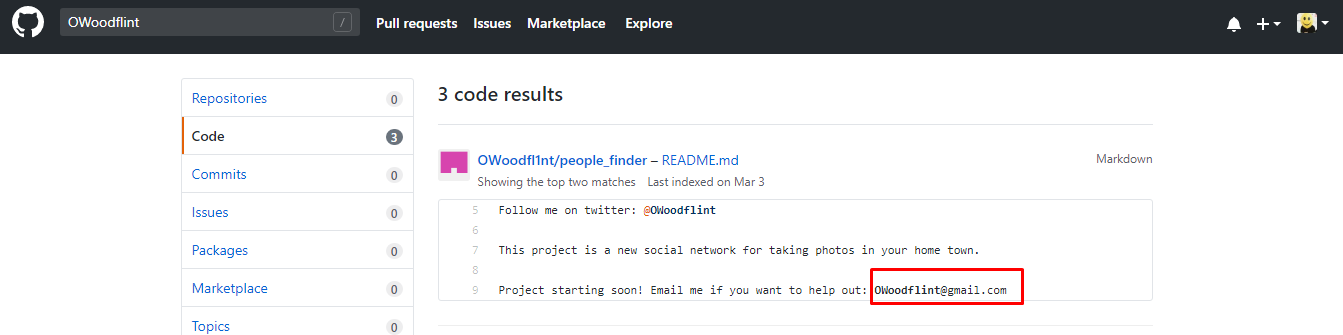 OWoodflint / Pull requests Issues Marketplace Explore
Repositories 0
Code 3
Commits 0
Issues 0
Packages 0
Marketplace 0
Topics 0
3 code results
OWoodfl1nt/people_finder – README.md Markdown
Showing the top two matches Last indexed on Mar 3
5 Follow me on twitter: @OWoodflint
6
7 This project is a new social network for taking photos in your home town.
8
9 Project starting soon! Email me if you want to help out: OWoodflint@gmail.com